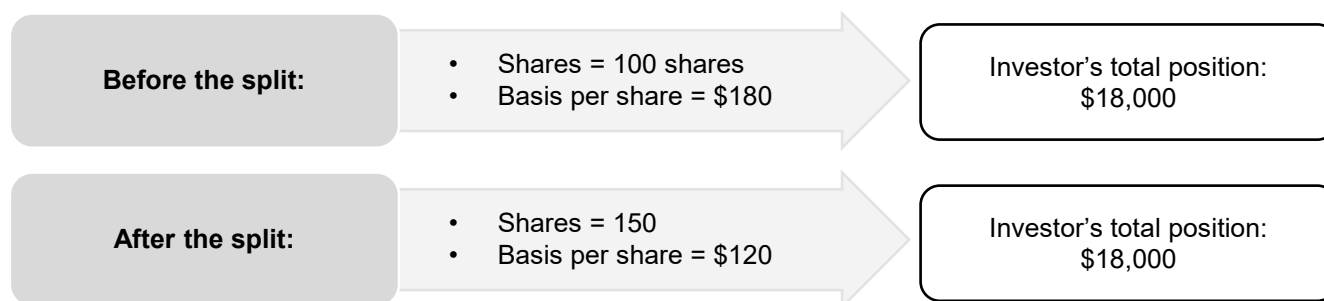 Before the split:
• Shares = 100 shares
• Basis per share = $180
Investor’s total position:
$18,000
After the split:
• Shares = 150
• Basis per share = $120
Investor’s total position:
$18,000